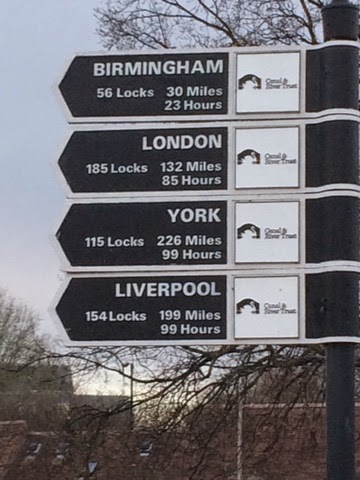 BIRMINGHAM
56 Locks 30 Miles
23 Hours
Canal &
River Trust
LONDON
185 Locks 132 Miles
85 Hours
Canal &
River Trust
YORK
115 Locks 226 Miles
99 Hours
Canal &
River Trust
LIVERPOOL
154 Locks 199 Miles
99 Hours
Canal &
River Trust